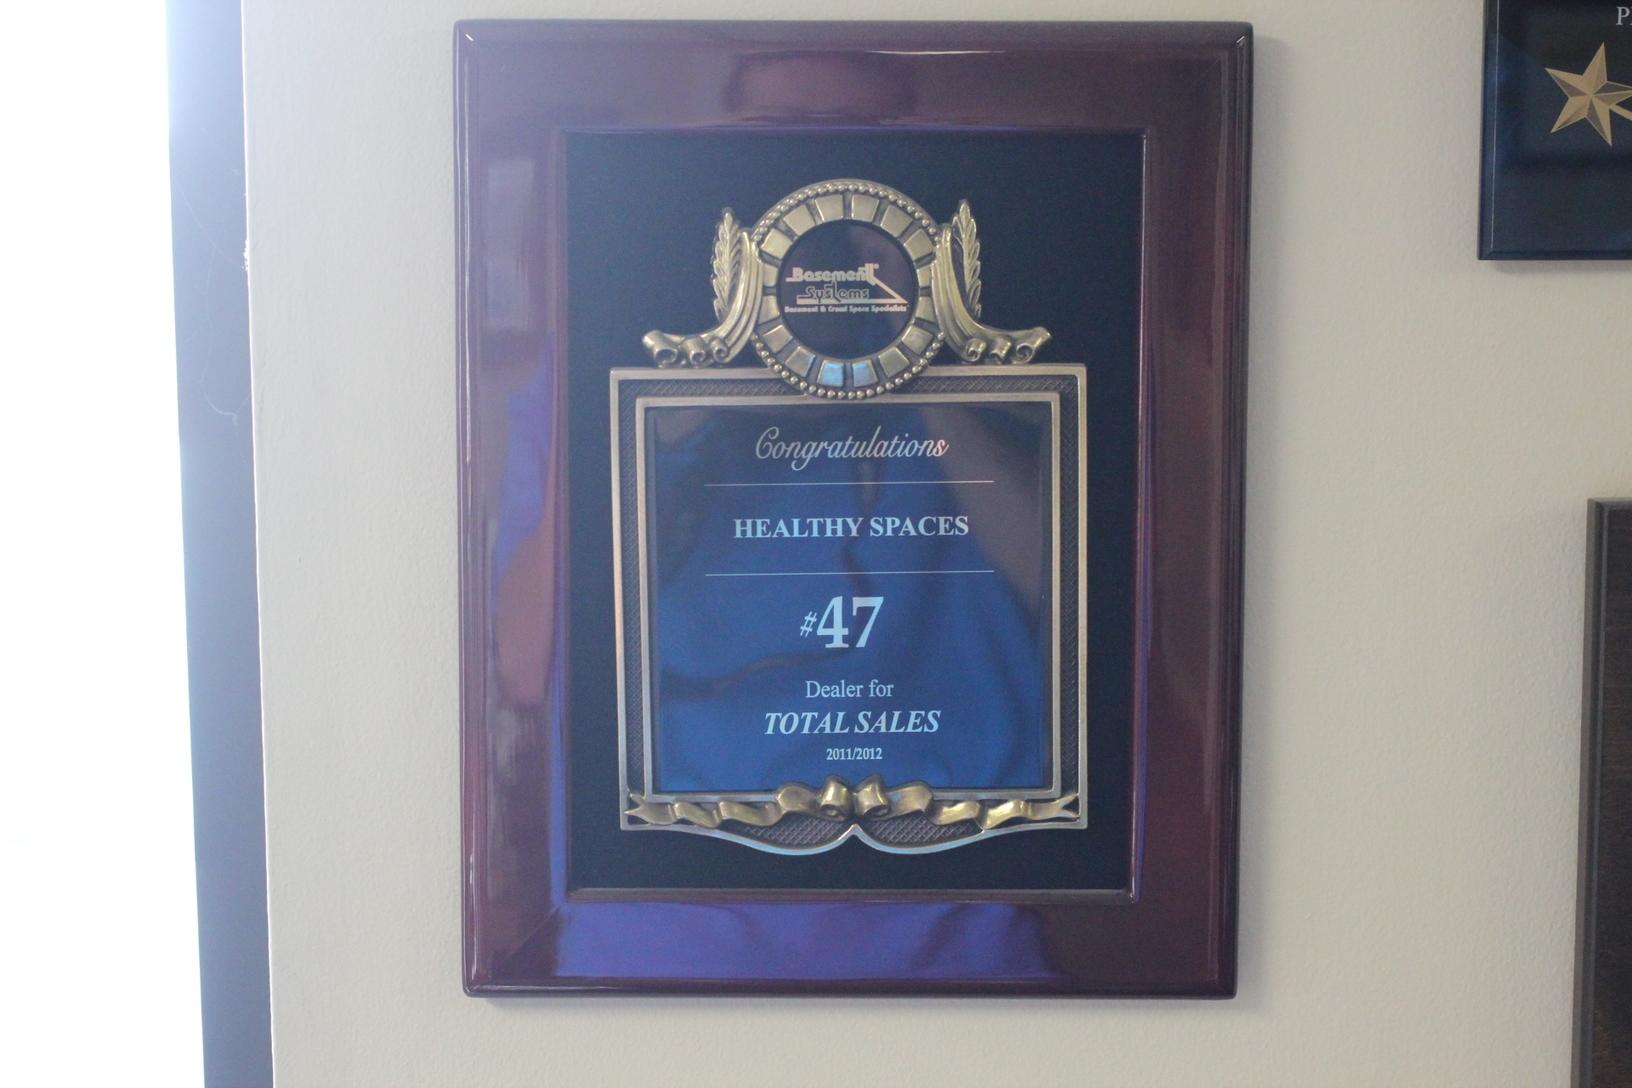 Basement®
Systems
Basement & Crawl Space Specialists
Congratulations
HEALTHY SPACES
#47
Dealer for
TOTAL SALES
2011/2012